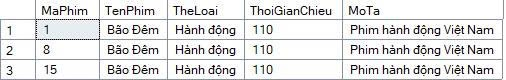 MaPhim TenPhim TheLoai ThoiGianChieu MoTa
1 1 Bão Đêm Hành động 110 Phim hành động Việt Nam
2 8 Bão Đêm Hành động 110 Phim hành động Việt Nam
3 15 Bão Đêm Hành động 110 Phim hành động Việt Nam